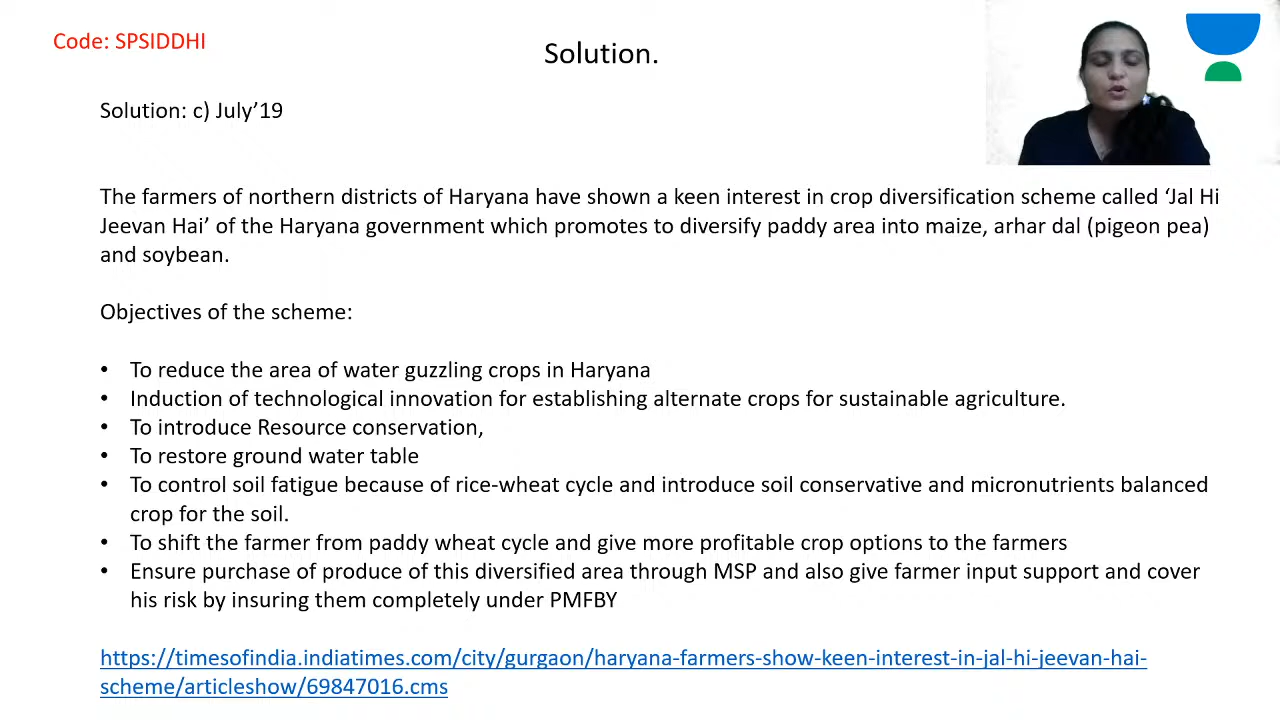 Code: SPSIDDHI
Solution.
Solution: c) July’19
The farmers of northern districts of Haryana have shown a keen interest in crop diversification scheme called ‘Jal Hi
Jeevan Hai’ of the Haryana government which promotes to diversify paddy area into maize, arhar dal (pigeon pea)
and soybean.
Objectives of the scheme:
• To reduce the area of water guzzling crops in Haryana
• Induction of technological innovation for establishing alternate crops for sustainable agriculture.
• To introduce Resource conservation,
• To restore ground water table
• To control soil fatigue because of rice-wheat cycle and introduce soil conservative and micronutrients balanced
crop for the soil.
• To shift the farmer from paddy wheat cycle and give more profitable crop options to the farmers
• Ensure purchase of produce of this diversified area through MSP and also give farmer input support and cover
his risk by insuring them completely under PMFBY
https://timesofindia.indiatimes.com/city/gurgaon/haryana-farmers-show-keen-interest-in-jal-hi-jeevan-hai-
scheme/articleshow/69847016.cms